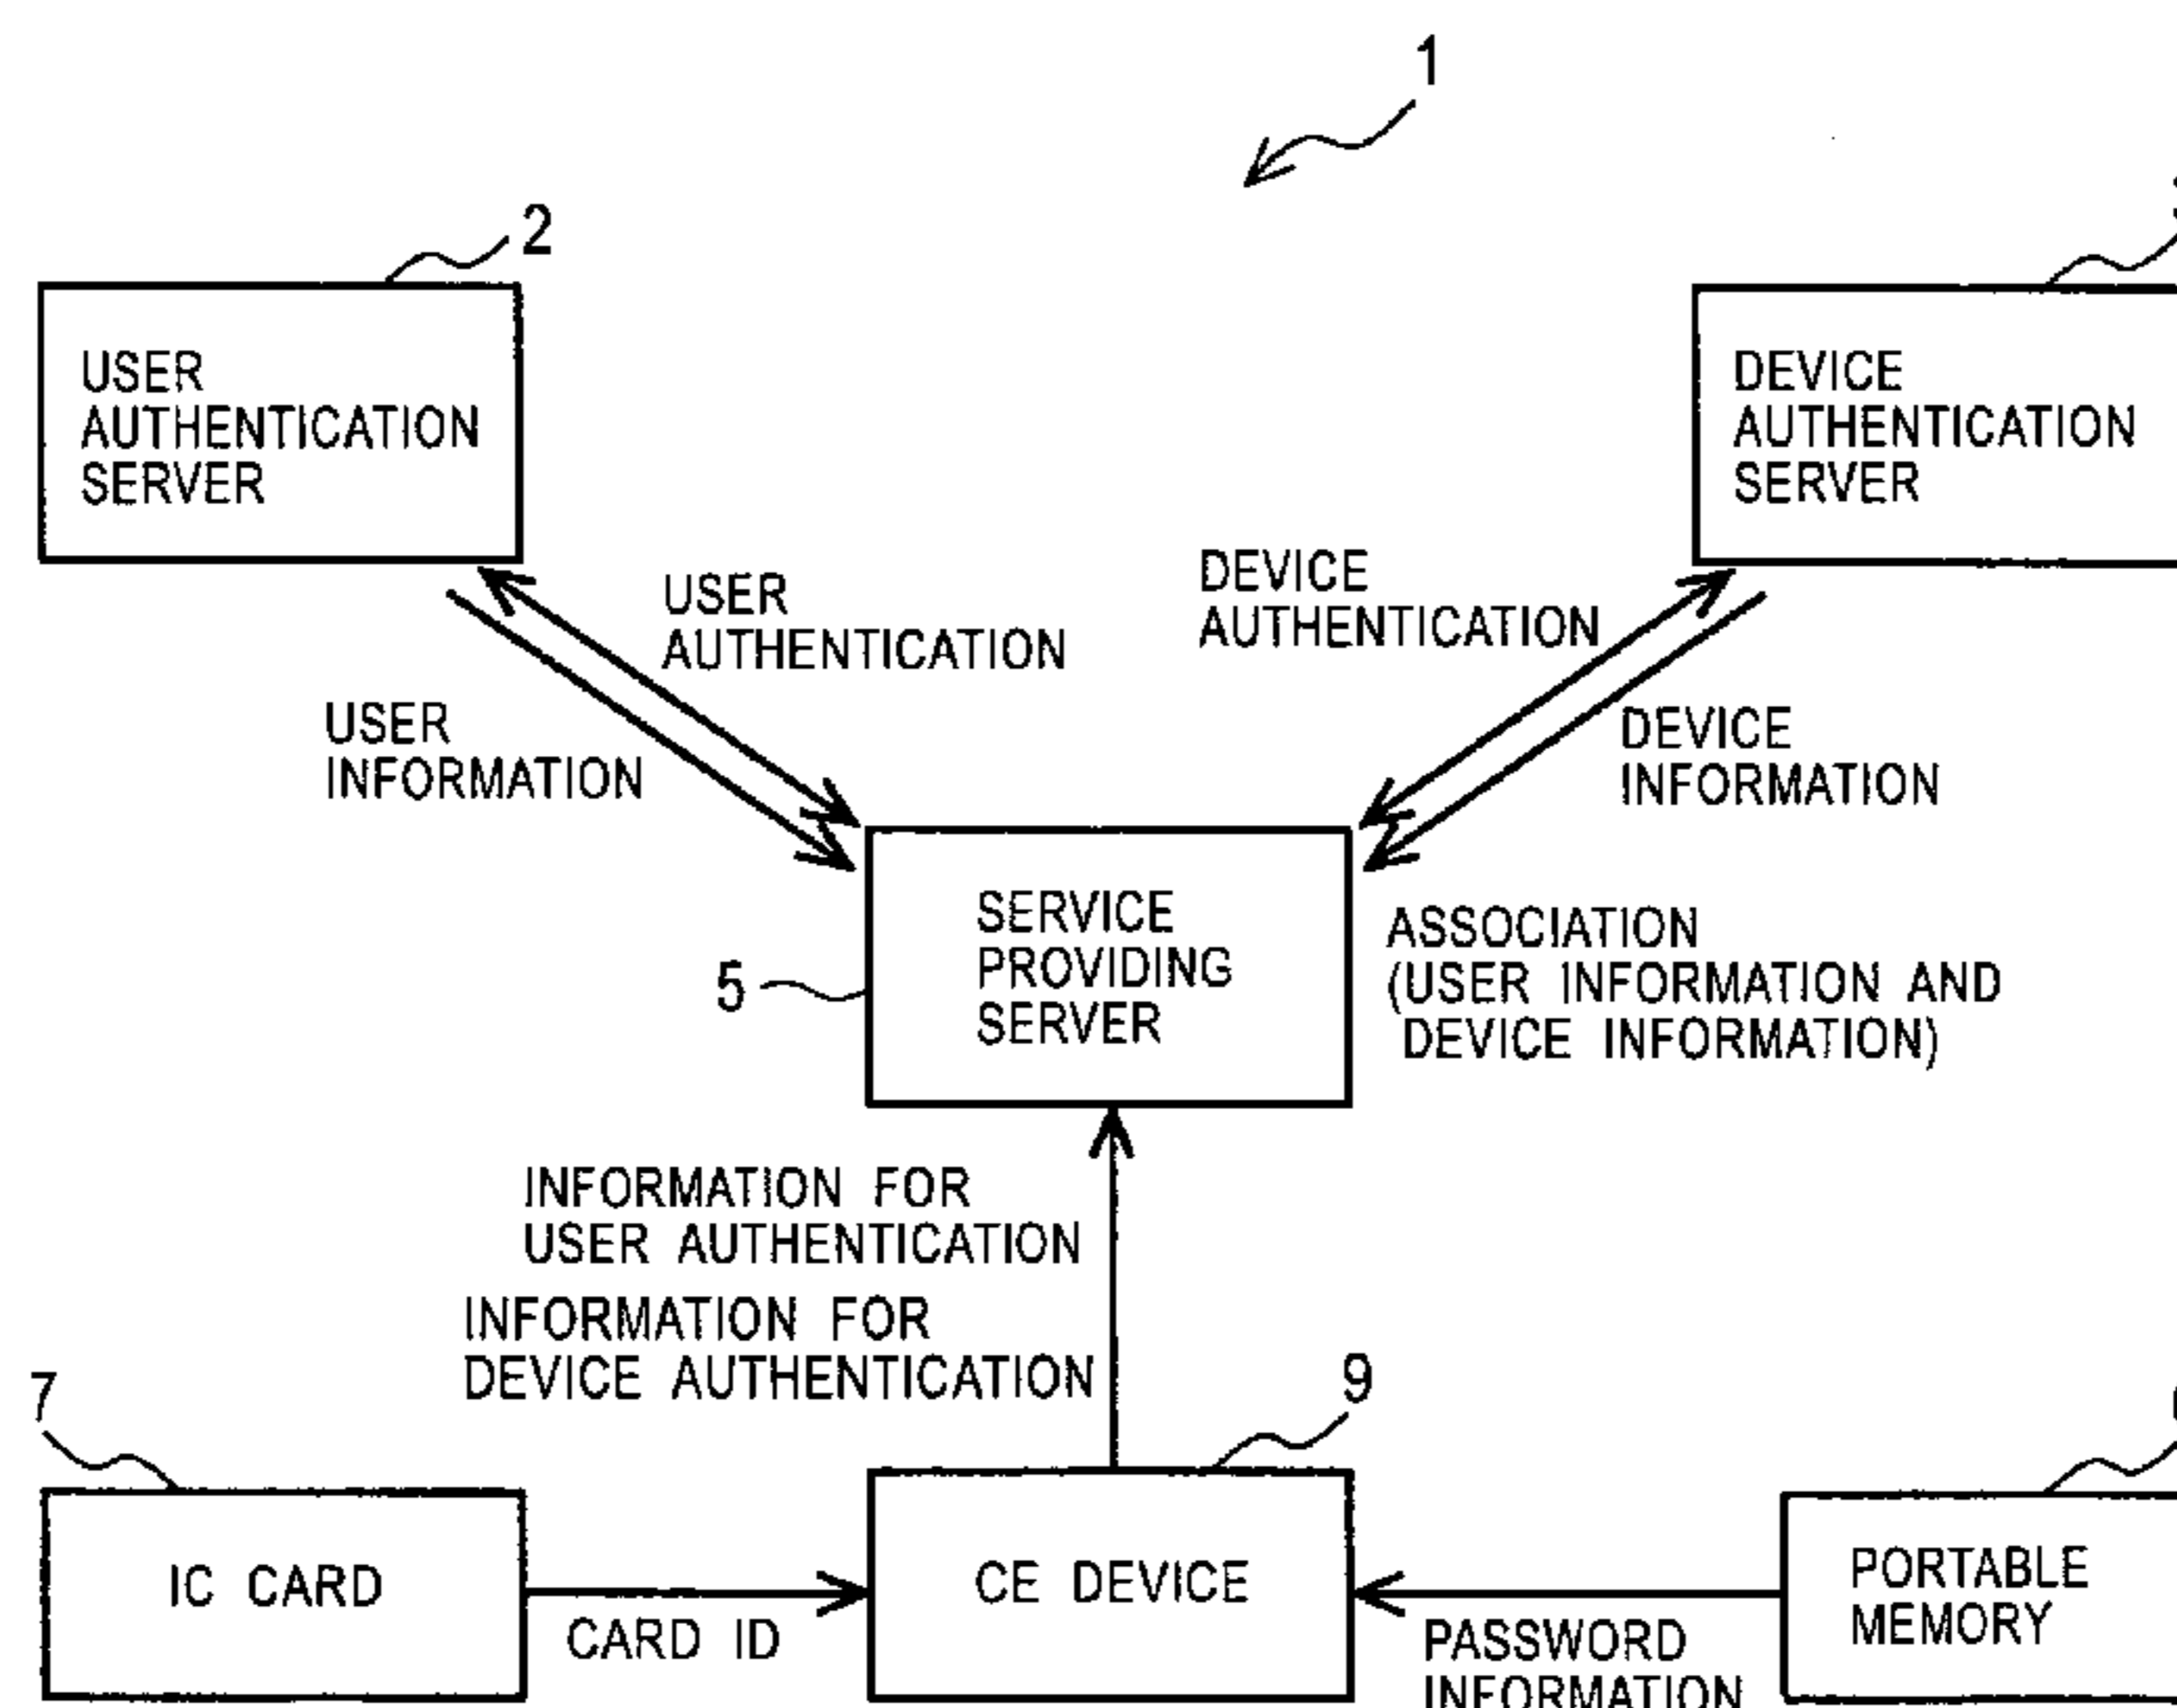 1
2
USER
AUTHENTICATION
SERVER
DEVICE
AUTHENTICATION
SERVER
USER
AUTHENTICATION
DEVICE
AUTHENTICATION
USER
INFORMATION
DEVICE
INFORMATION
5
SERVICE
PROVIDING
SERVER
ASSOCIATION
(USER INFORMATION AND
DEVICE INFORMATION)
INFORMATION FOR
USER AUTHENTICATION
INFORMATION FOR
DEVICE AUTHENTICATION
7
9
IC CARD
CARD ID
CE DEVICE
PASSWORD
INFORMATION
PORTABLE
MEMORY